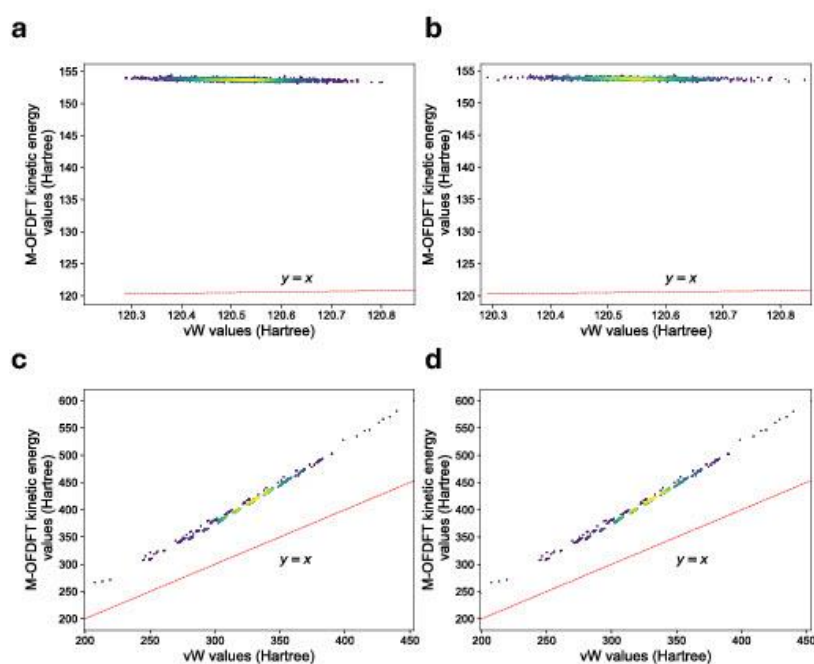 a
M-OFDFT kinetic energy
values (Hartree)
155
150
145
140
135
130
125
120
y = x
120.3 120.4 120.5 120.6 120.7 120.8
vW values (Hartree)
b
M-OFDFT kinetic energy
values (Hartree)
155
150
145
140
135
130
125
120
y = x
120.3 120.4 120.5 120.6 120.7 120.8
vW values (Hartree)
c
M-OFDFT kinetic energy
values (Hartree)
600
550
500
450
400
350
300
250
200
y = x
200 250 300 350 400 450
vW values (Hartree)
d
M-OFDFT kinetic energy
values (Hartree)
600
550
500
450
400
350
300
250
200
y = x
200 250 300 350 400 450
vW values (Hartree)